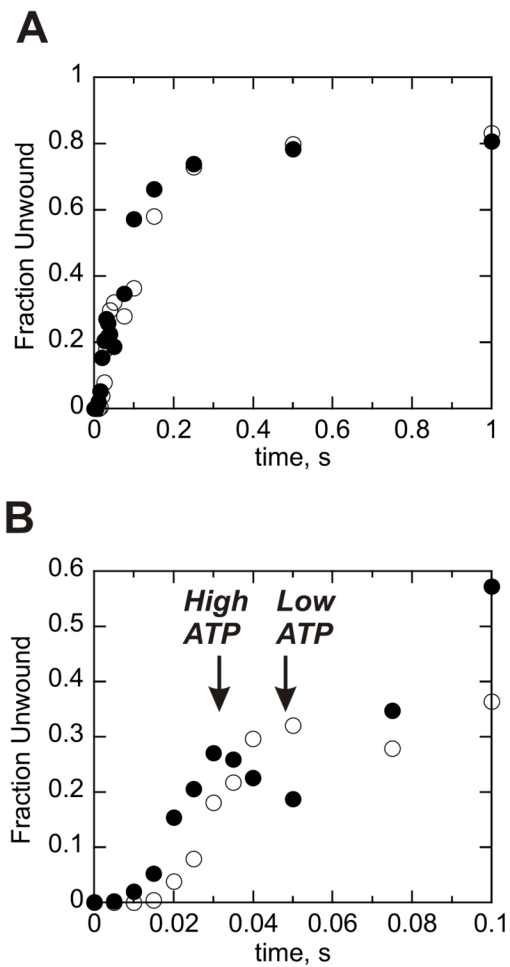 A
1
0.8
0.6
0.4
0.2
0
Fraction Unwound
0 0.2 0.4 0.6 0.8 1
time, s
B
0.6
0.5
0.4
0.3
0.2
0.1
0
Fraction Unwound
High Low
ATP ATP
0 0.02 0.04 0.06 0.08 0.1
time, s